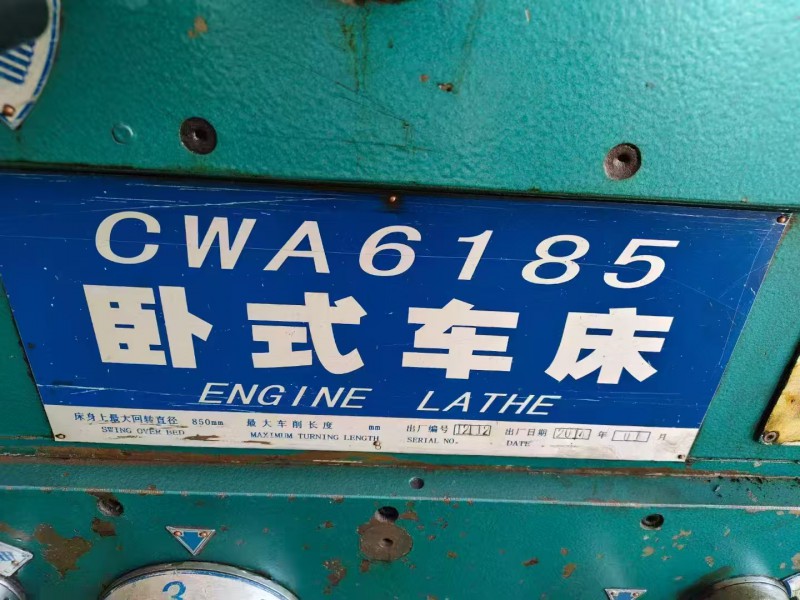 CWA6185
卧式车床
ENGINE LATHE
床身上最大回转直径 850mm 最大车削长度 mm 出厂编号 出厂日期 年 月
SWING OVER BED MAXIMUM TURNING LENGTH SERIAL NO. DATE
3